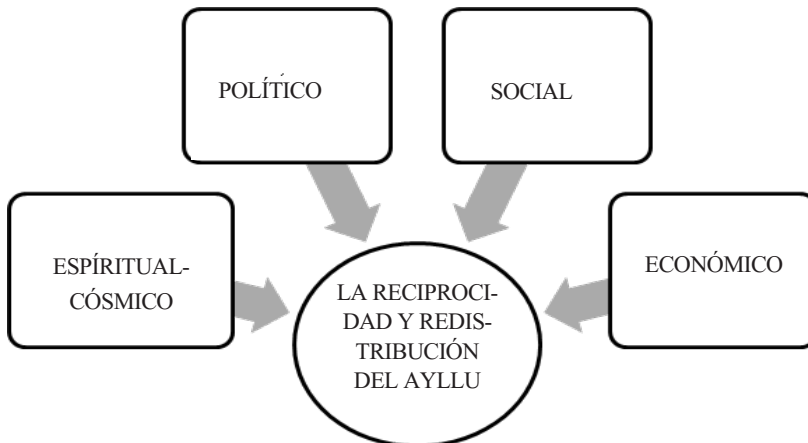 POLÍTICO
SOCIAL
ESPÍRITUAL-
CÓSMICO
ECONÓMICO
LA RECIPROCI-
DAD Y REDIS-
TRIBUCIÓN
DEL AYLLU